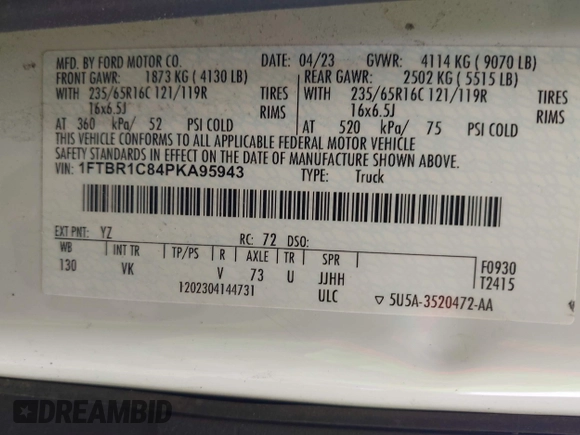 MFD. BY FORD MOTOR CO. DATE: 04/23 GVWR: 4114 KG ( 9070 LB)
FRONT GAWR: 1873 KG ( 4130 LB) REAR GAWR: 2502 KG ( 5515 LB)
WITH 235/65R16C 121/119R TIRES WITH 235/65R16C 121/119R TIRES
16x6.5J RIMS 16x6.5J RIMS
AT 360 kPa/ 52 PSI COLD AT 520 kPa/ 75 PSI COLD
THIS VEHICLE CONFORMS TO ALL APPLICABLE FEDERAL MOTOR VEHICLE
SAFETY STANDARDS IN EFFECT ON THE DATE OF MANUFACTURE SHOWN ABOVE.
VIN: 1FTBR1C84PKA95943 TYPE: Truck
EXT PNT: YZ RC: 72 DSO:
WB INT TR TP/PS R AXLE TR SPR F0930
130 VK V 73 U JJHH T2415
1202304144731 ULC ▽ 5U5A-3520472-AA
DREAMBID